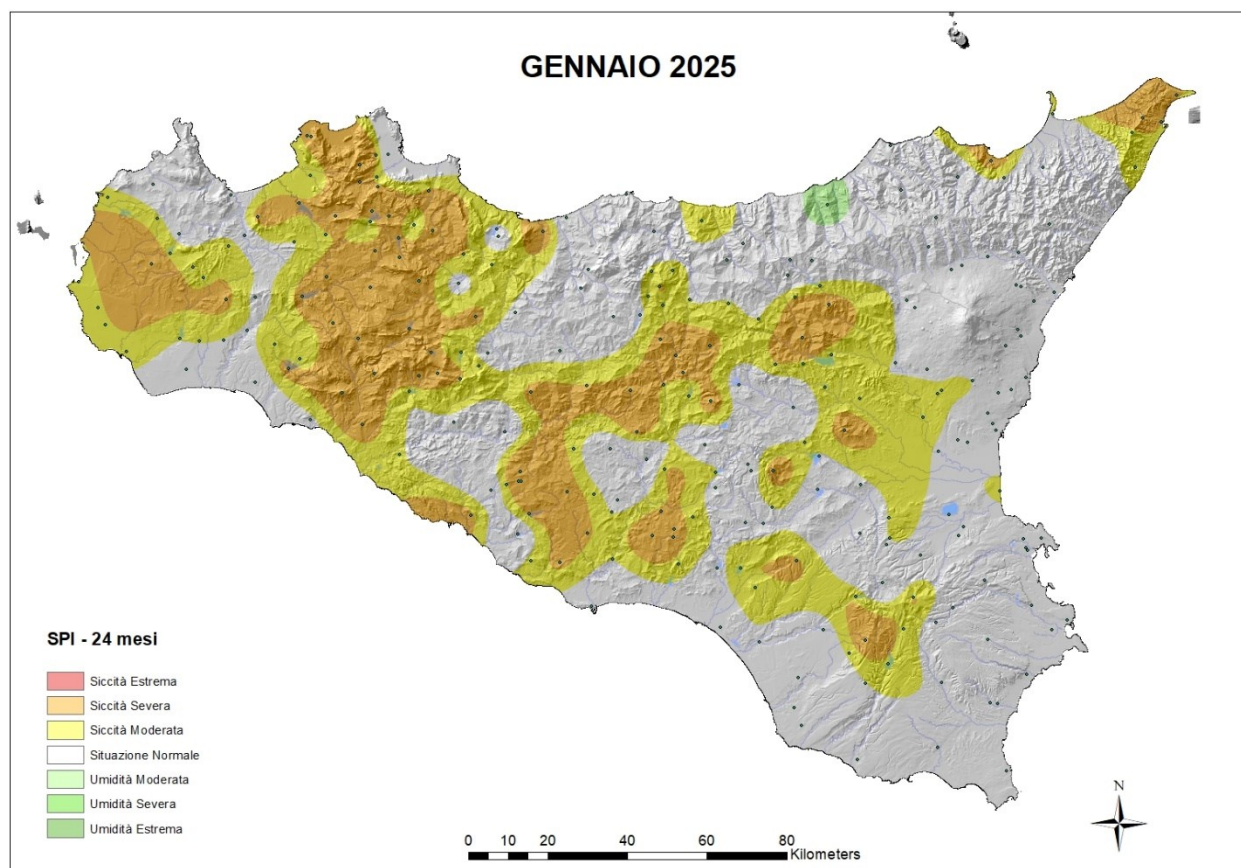 GENNAIO 2025
SPI - 24 mesi
Siccità Estrema
Siccità Severa
Siccità Moderata
Situazione Normale
Umidità Moderata
Umidità Severa
Umidità Estrema
N
0 10 20 40 60 80
Kilometers